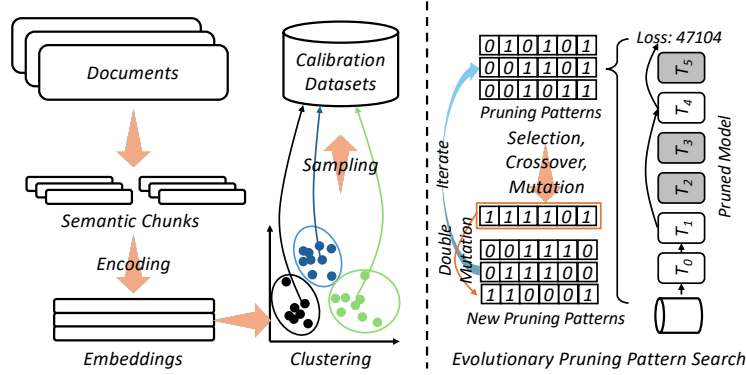 Documents
Semantic Chunks
Encoding
Embeddings
Calibration
Datasets
Sampling
Clustering
0 1 0 1 0 1
0 0 1 1 0 1
0 0 1 0 1 1
Pruning Patterns
Selection,
Crossover,
Mutation
Iterate
1 1 1 1 0 1
Double
Mutation
0 0 1 1 1 0
0 1 1 1 0 0
1 1 0 0 0 1
New Pruning Patterns
Loss: 47104
T5
T4
T3
T2
T1
T0
Pruned Model
Evolutionary Pruning Pattern Search